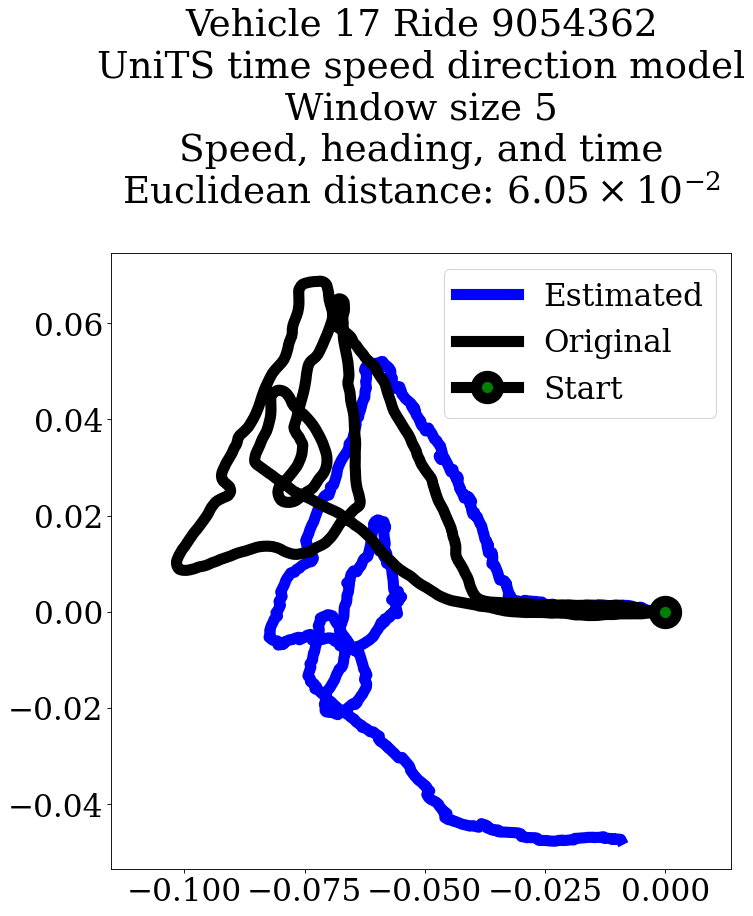 Vehicle 17 Ride 9054362
UniTS time speed direction model
Window size 5
Speed, heading, and time
Euclidean distance: 6.05 × 10⁻²
Estimated
Original
Start
0.06
0.04
0.02
0.00
−0.02
−0.04
−0.100 −0.075 −0.050 −0.025 0.000